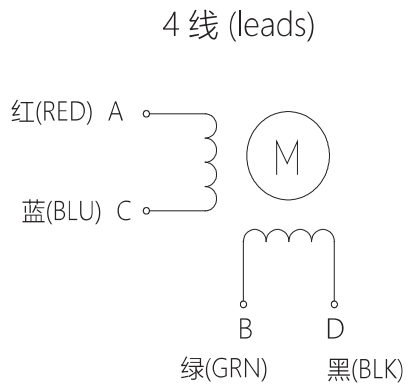 4 线 (leads)
红(RED) A
M
蓝(BLU) C
B D
绿(GRN) 黑(BLK)